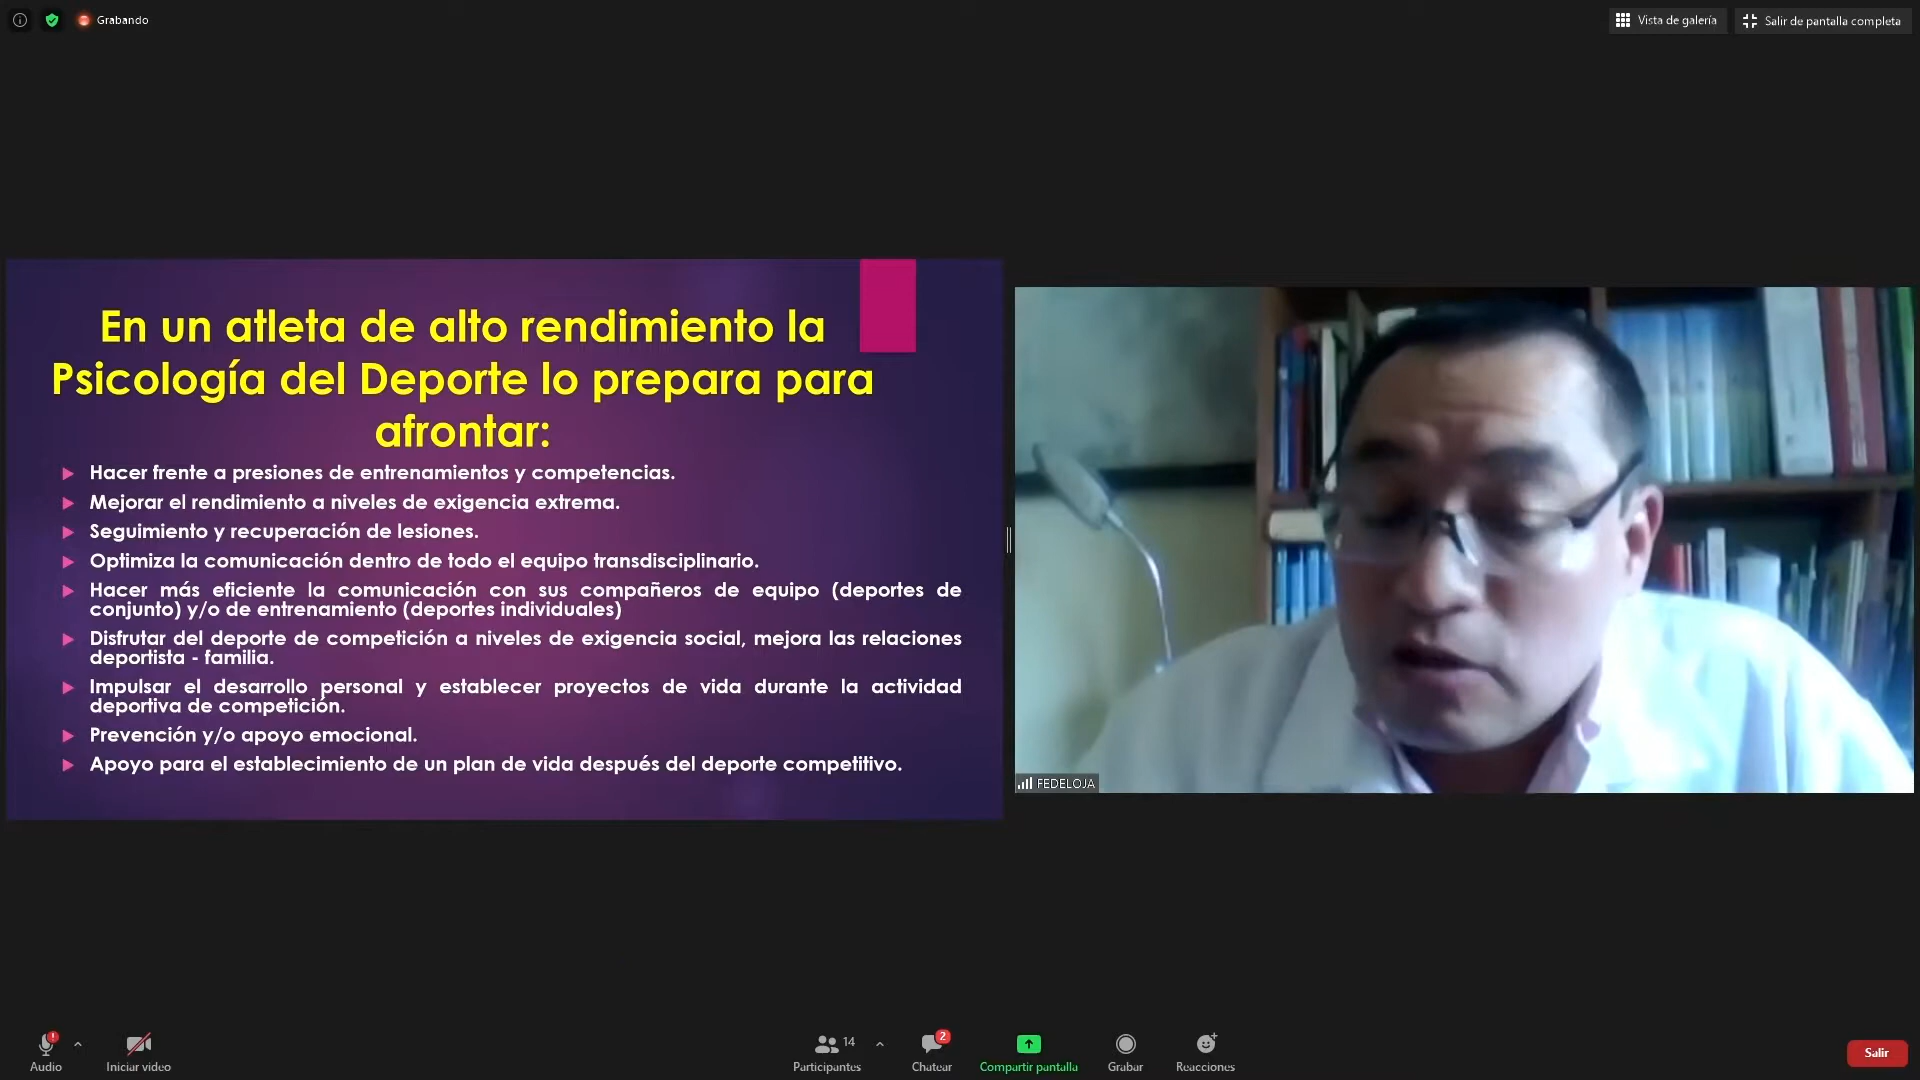 Grabando
Vista de galería
Salir de pantalla completa
En un atleta de alto rendimiento la
Psicología del Deporte lo prepara para
afrontar:
Hacer frente a presiones de entrenamientos y competencias.
Mejorar el rendimiento a niveles de exigencia extrema.
Seguimiento y recuperación de lesiones.
Optimiza la comunicación dentro de todo el equipo transdisciplinario.
Hacer más eficiente la comunicación con sus compañeros de equipo (deportes de
conjunto) y/o de entrenamiento (deportes individuales)
Disfrutar del deporte de competición a niveles de exigencia social, mejora las relaciones
deportista - familia.
Impulsar el desarrollo personal y establecer proyectos de vida durante la actividad
deportiva de competición.
Prevención y/o apoyo emocional.
Apoyo para el establecimiento de un plan de vida después del deporte competitivo.
FEDELOJA
Audio
Iniciar video
14
Participantes
2
Chatear
Compartir pantalla
Grabar
Reacciones
Salir